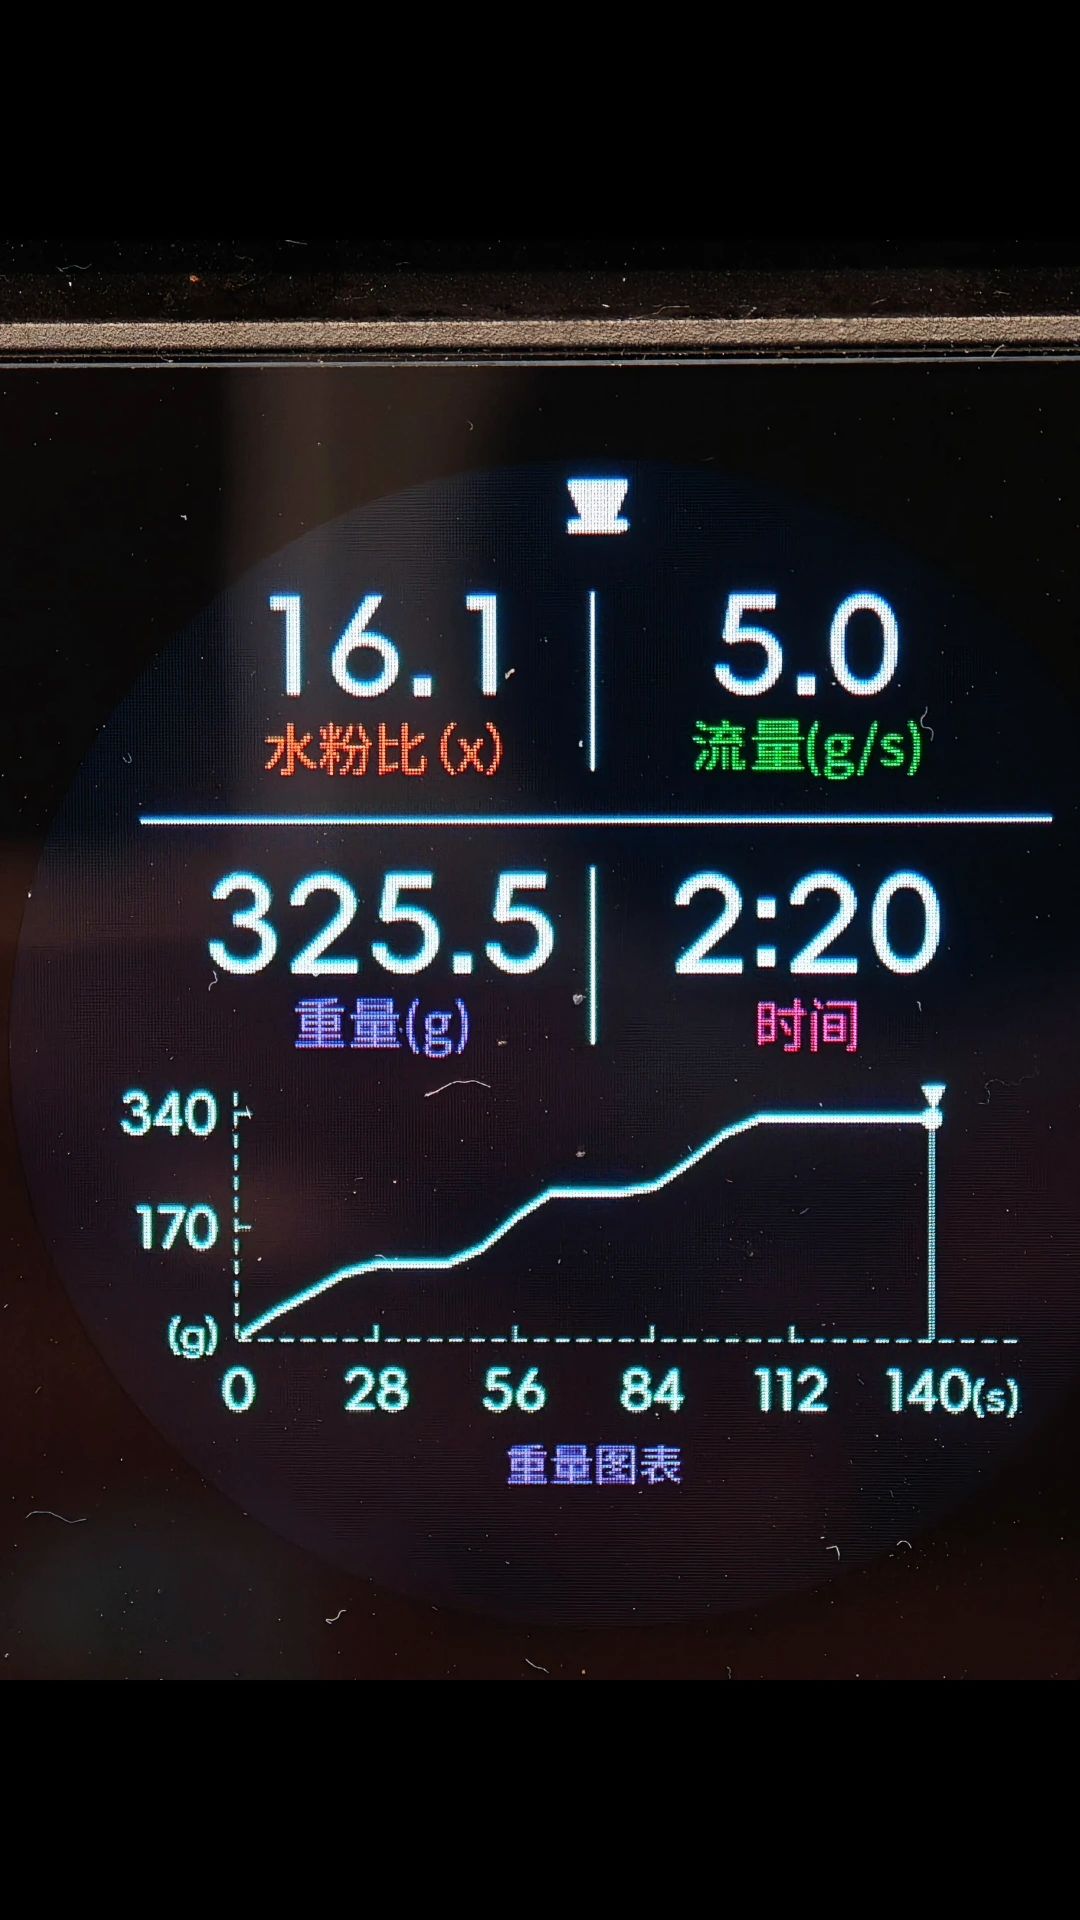 16.1 5.0
水粉比(x) 流量(g/s)
325.5 2:20
重量(g) 时间
340
170
(g)
0 28 56 84 112 140(s)
重量图表